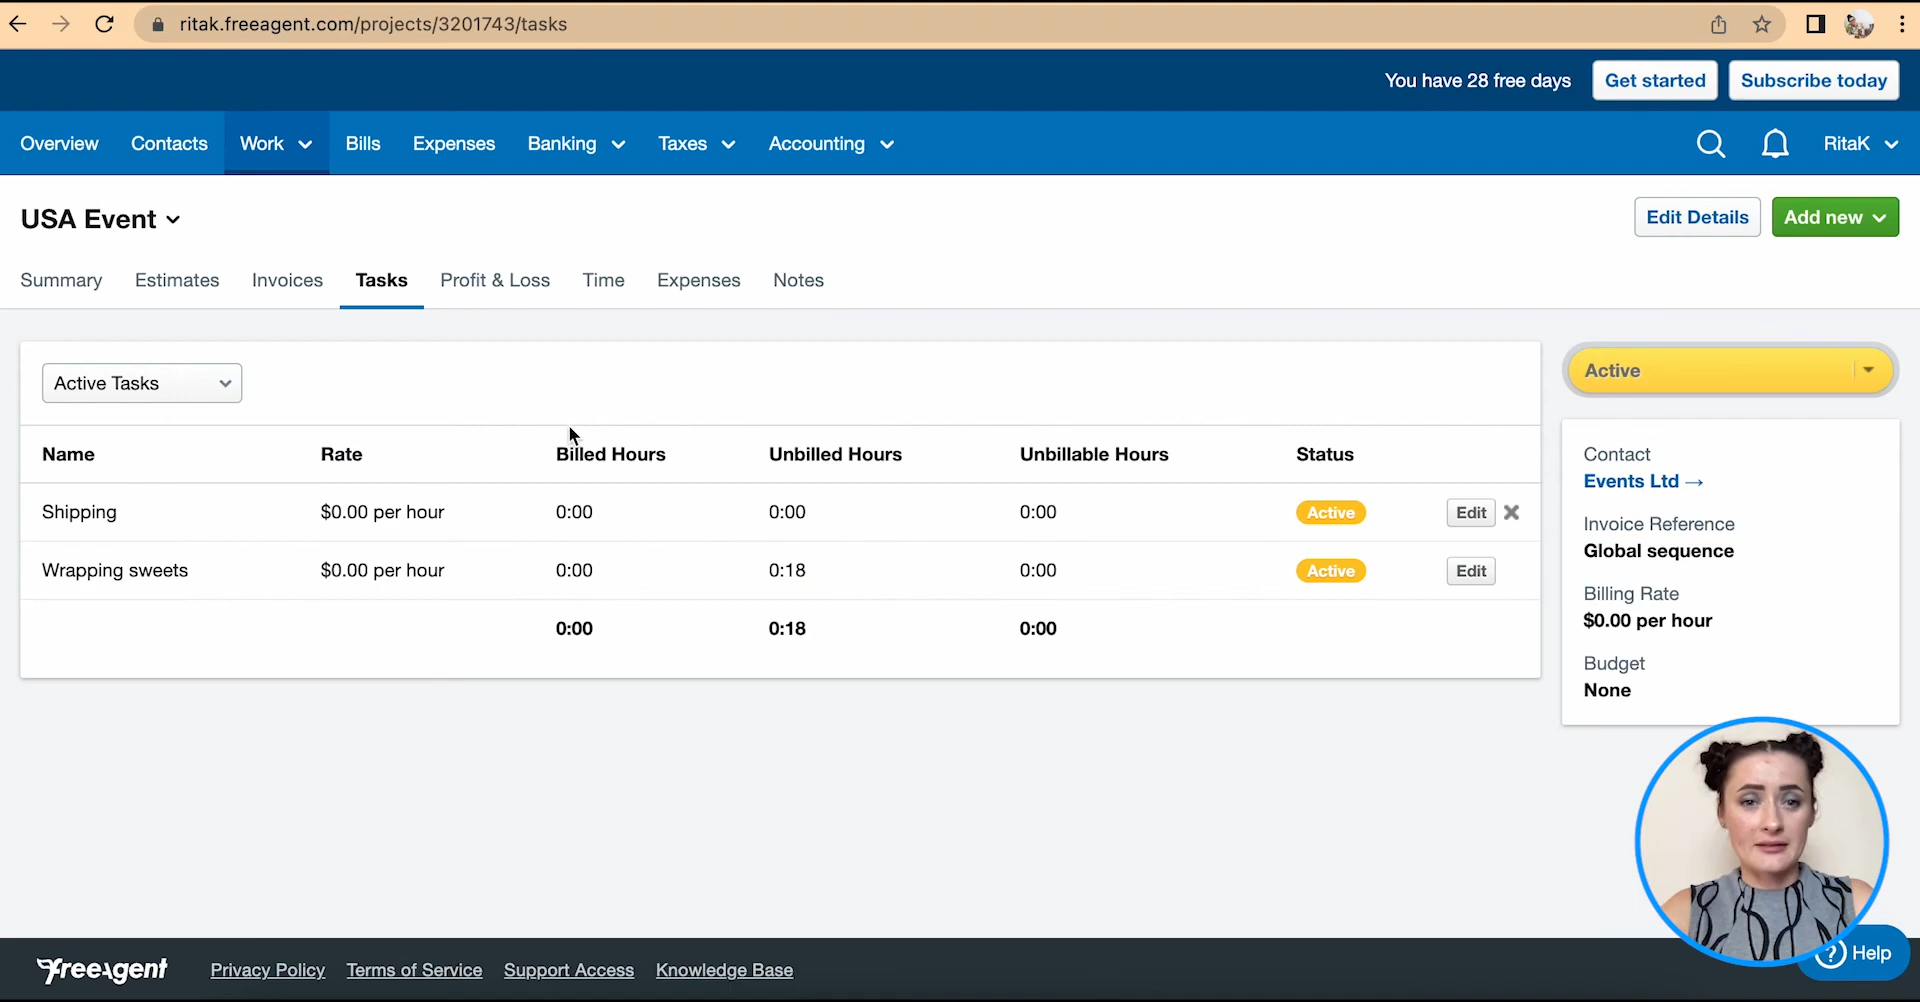 ritak.freeagent.com/projects/3201743/tasks
You have 28 free days Get started Subscribe today
Overview Contacts Work Bills Expenses Banking Taxes Accounting RitaK
USA Event Edit Details Add new
Summary Estimates Invoices Tasks Profit & Loss Time Expenses Notes
Active Tasks
Name Rate Billed Hours Unbilled Hours Unbillable Hours Status
Shipping $0.00 per hour 0:00 0:00 0:00 Active Edit
Wrapping sweets $0.00 per hour 0:00 0:18 0:00 Active Edit
0:00 0:18 0:00
Active
Contact
Events Ltd →
Invoice Reference
Global sequence
Billing Rate
$0.00 per hour
Budget
None
freeagent Privacy Policy Terms of Service Support Access Knowledge Base
? Help